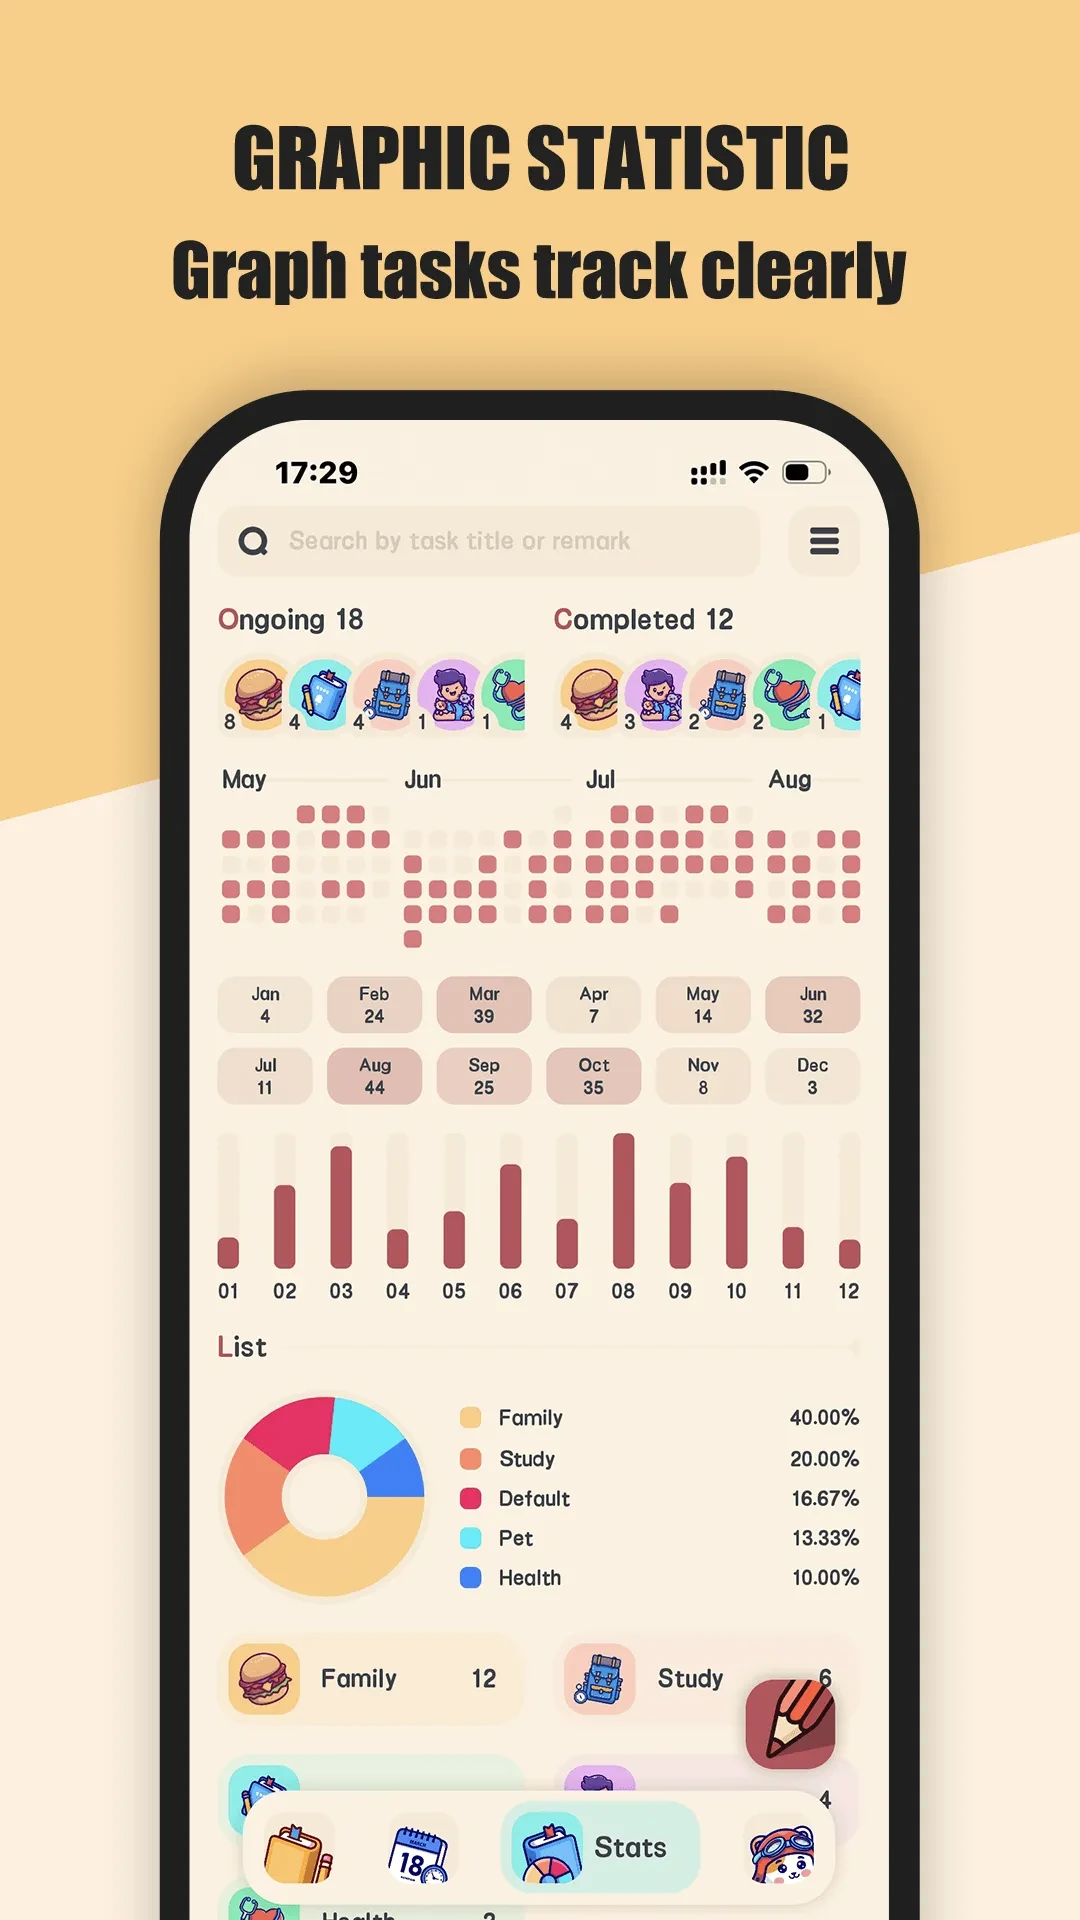 GRAPHIC STATISTIC
Graph tasks track clearly
17:29
Search by task title or remark
Ongoing 18 Completed 12
8 4 4 1 1 4 3 2 2 1
May Jun Jul Aug
Jan Feb Mar Apr May Jun
4 24 39 7 14 32
Jul Aug Sep Oct Nov Dec
11 44 25 35 8 3
01 02 03 04 05 06 07 08 09 10 11 12
List
Family 40.00%
Study 20.00%
Default 16.67%
Pet 13.33%
Health 10.00%
Family 12 Study 6
4
MARCH
18
Stats
Health